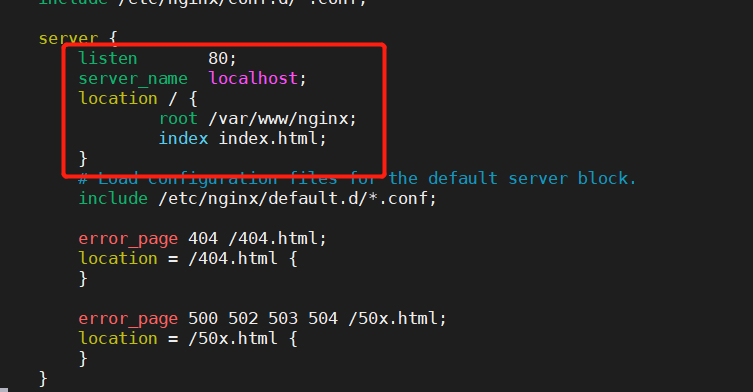 include /etc/nginx/conf.d/*.conf;
server {
listen 80;
server_name localhost;
location / {
root /var/www/nginx;
index index.html;
}
# Load configuration files for the default server block.
include /etc/nginx/default.d/*.conf;
error_page 404 /404.html;
location = /404.html {
}
error_page 500 502 503 504 /50x.html;
location = /50x.html {
}
}